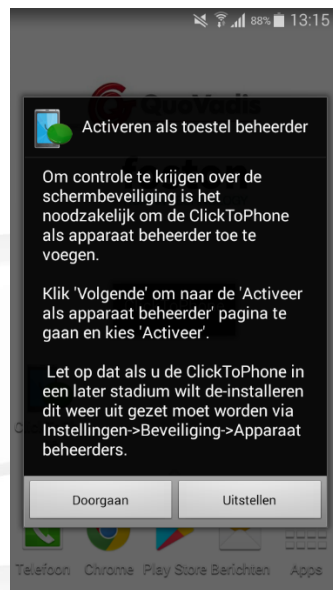 88% 13:15
QuoVadis
Activeren als toestel beheerder
Om controle te krijgen over de
schermbeveiliging is het
noodzakelijk om de ClickToPhone
als apparaat beheerder toe te
voegen.
Klik 'Volgende' om naar de 'Activeer
als apparaat beheerder' pagina te
gaan en kies 'Activeer'.
Let op dat als u de ClickToPhone in
een later stadium wilt de-installeren
dit weer uit gezet moet worden via
Instellingen->Beveiliging->Apparaat
beheerders.
Doorgaan Uitstellen
Telefoon Chrome Play Store Berichten Apps